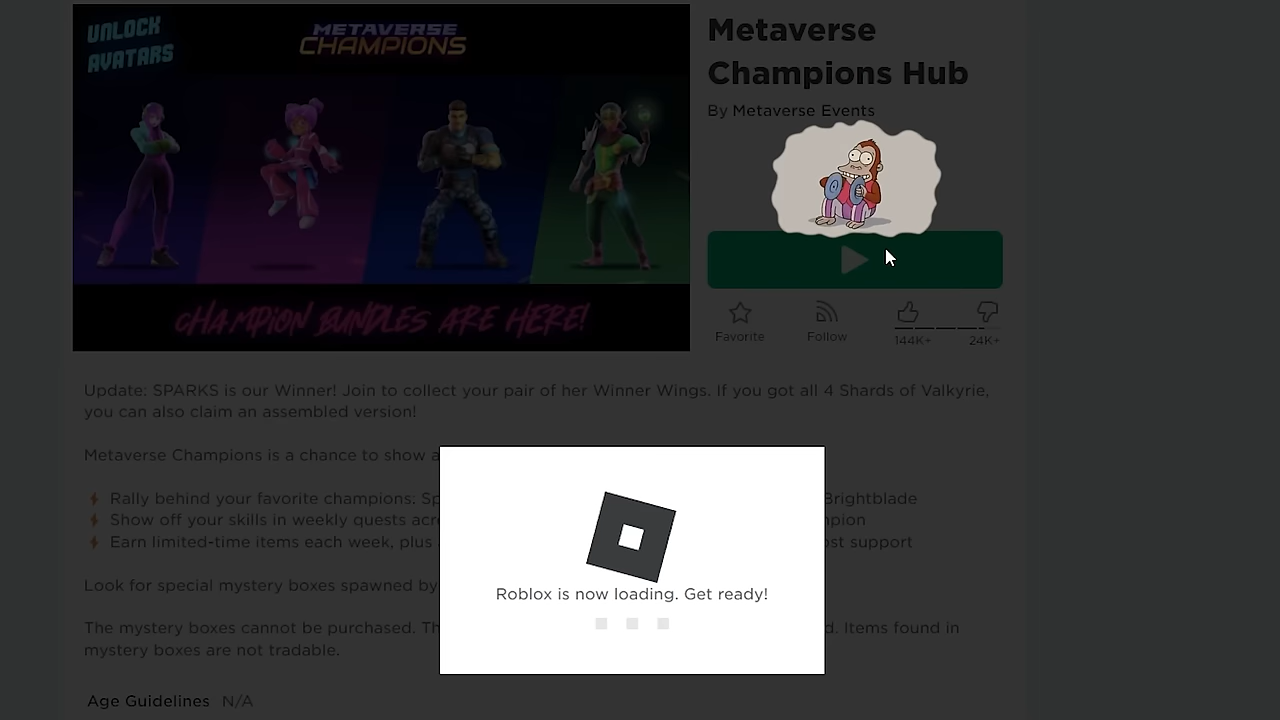 UNLOCK
AVATARS
METAVERSE
CHAMPIONS
CHAMPION BUNDLES ARE HERE!
Metaverse
Champions Hub
By Metaverse Events
Favorite
Follow
144K+
24K+
Update: SPARKS is our Winner! Join to collect your pair of her Winner Wings. If you got all 4 Shards of Valkyrie,
you can also claim an assembled version!
Metaverse Champions is a chance to show
Rally behind your favorite champions: Brightblade
Show off your skills in weekly quests
Earn limited-time items each week, plus support
Look for special mystery boxes spawned by
The mystery boxes cannot be purchased. Items found in
mystery boxes are not tradable.
Roblox is now loading. Get ready!
Age Guidelines N/A